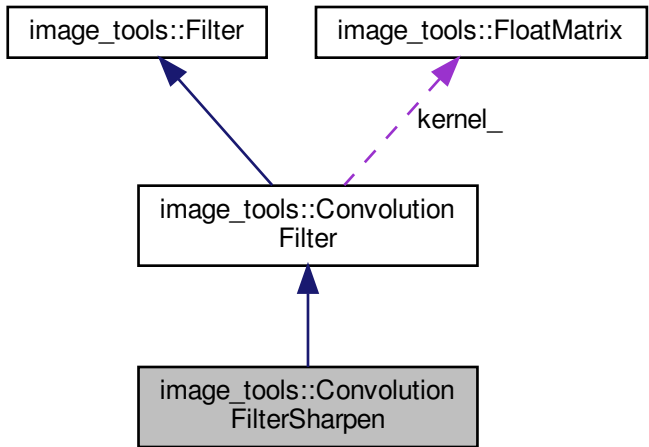 image_tools::Filter
image_tools::FloatMatrix
kernel_
image_tools::Convolution
Filter
image_tools::Convolution
FilterSharpen